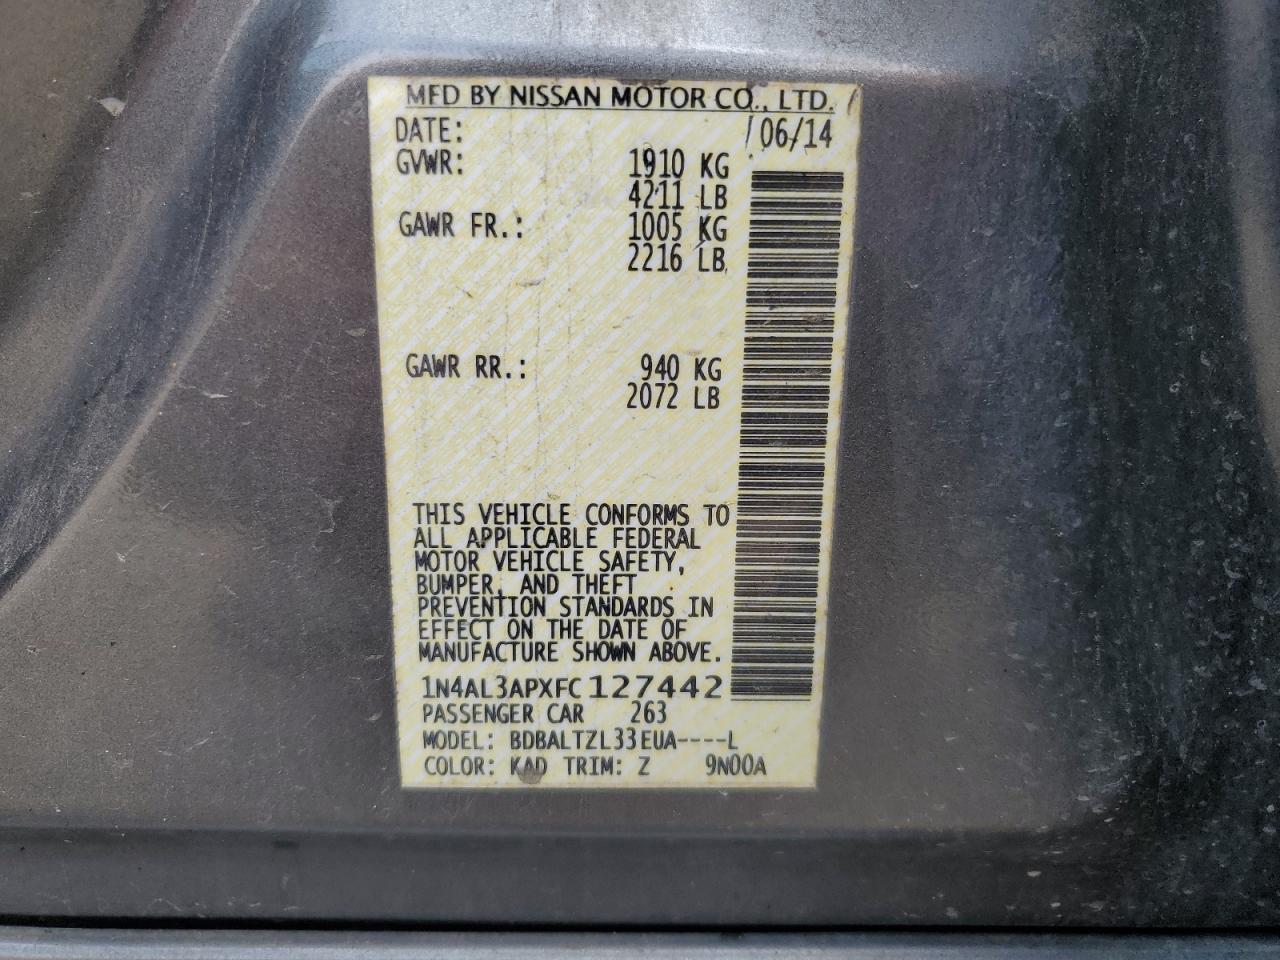 MFD BY NISSAN MOTOR CO., LTD.
DATE: 06/14
GVWR: 1910 KG
4211 LB
GAWR FR.: 1005 KG
2216 LB
GAWR RR.: 940 KG
2072 LB
THIS VEHICLE CONFORMS TO
ALL APPLICABLE FEDERAL
MOTOR VEHICLE SAFETY,
BUMPER, AND THEFT
PREVENTION STANDARDS IN
EFFECT ON THE DATE OF
MANUFACTURE SHOWN ABOVE.
1N4AL3APXFC127442
PASSENGER CAR 263
MODEL: BDBALTZL33EUA----L
COLOR: KAD TRIM: Z 9N00A